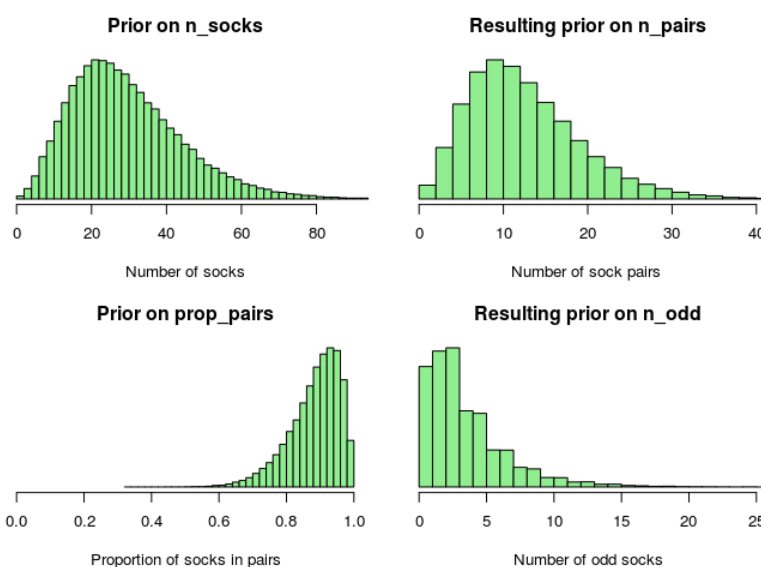 Prior on n_socks
0 20 40 60 80
Number of socks
Resulting prior on n_pairs
0 10 20 30 40
Number of sock pairs
Prior on prop_pairs
0.0 0.2 0.4 0.6 0.8 1.0
Proportion of socks in pairs
Resulting prior on n_odd
0 5 10 15 20 25
Number of odd socks